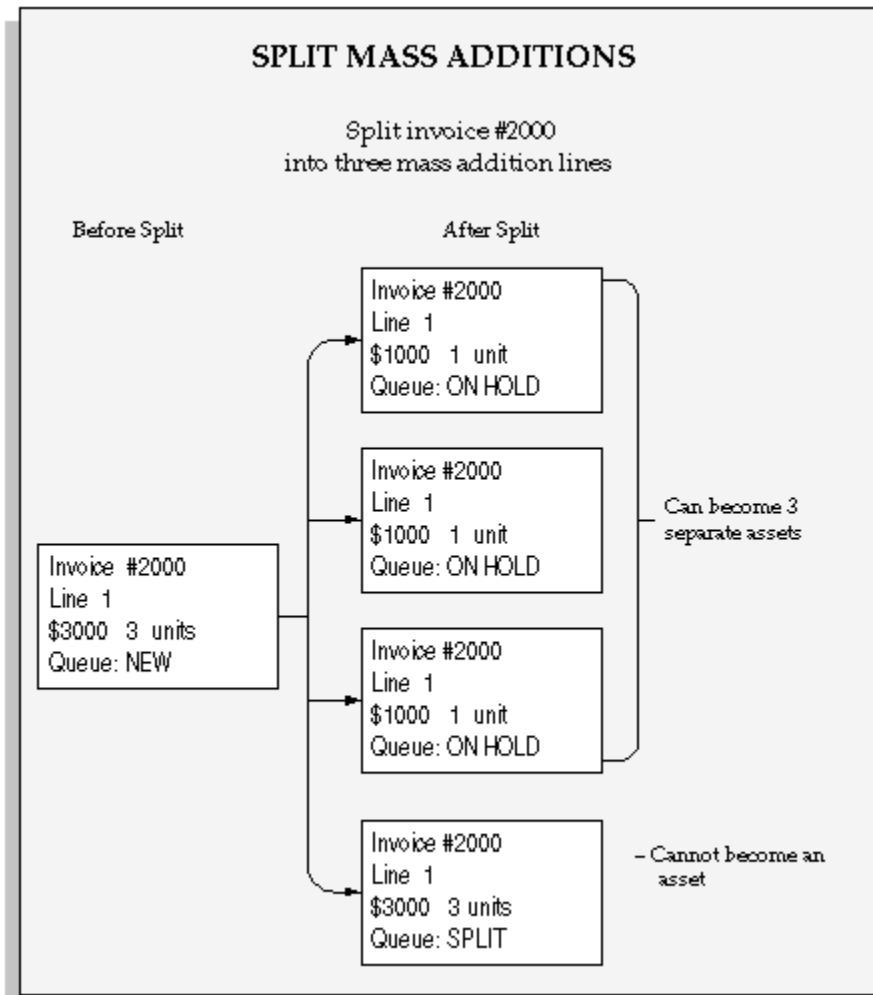 SPLIT MASS ADDITIONS
Split invoice #2000
into three mass addition lines
Before Split
After Split
Invoice #2000
Line 1
$3000 3 units
Queue: NEW
Invoice #2000
Line 1
$1000 1 unit
Queue: ON HOLD
Invoice #2000
Line 1
$1000 1 unit
Queue: ON HOLD
Invoice #2000
Line 1
$1000 1 unit
Queue: ON HOLD
Can become 3
separate assets
Invoice #2000
Line 1
$3000 3 units
Queue: SPLIT
– Cannot become an
asset